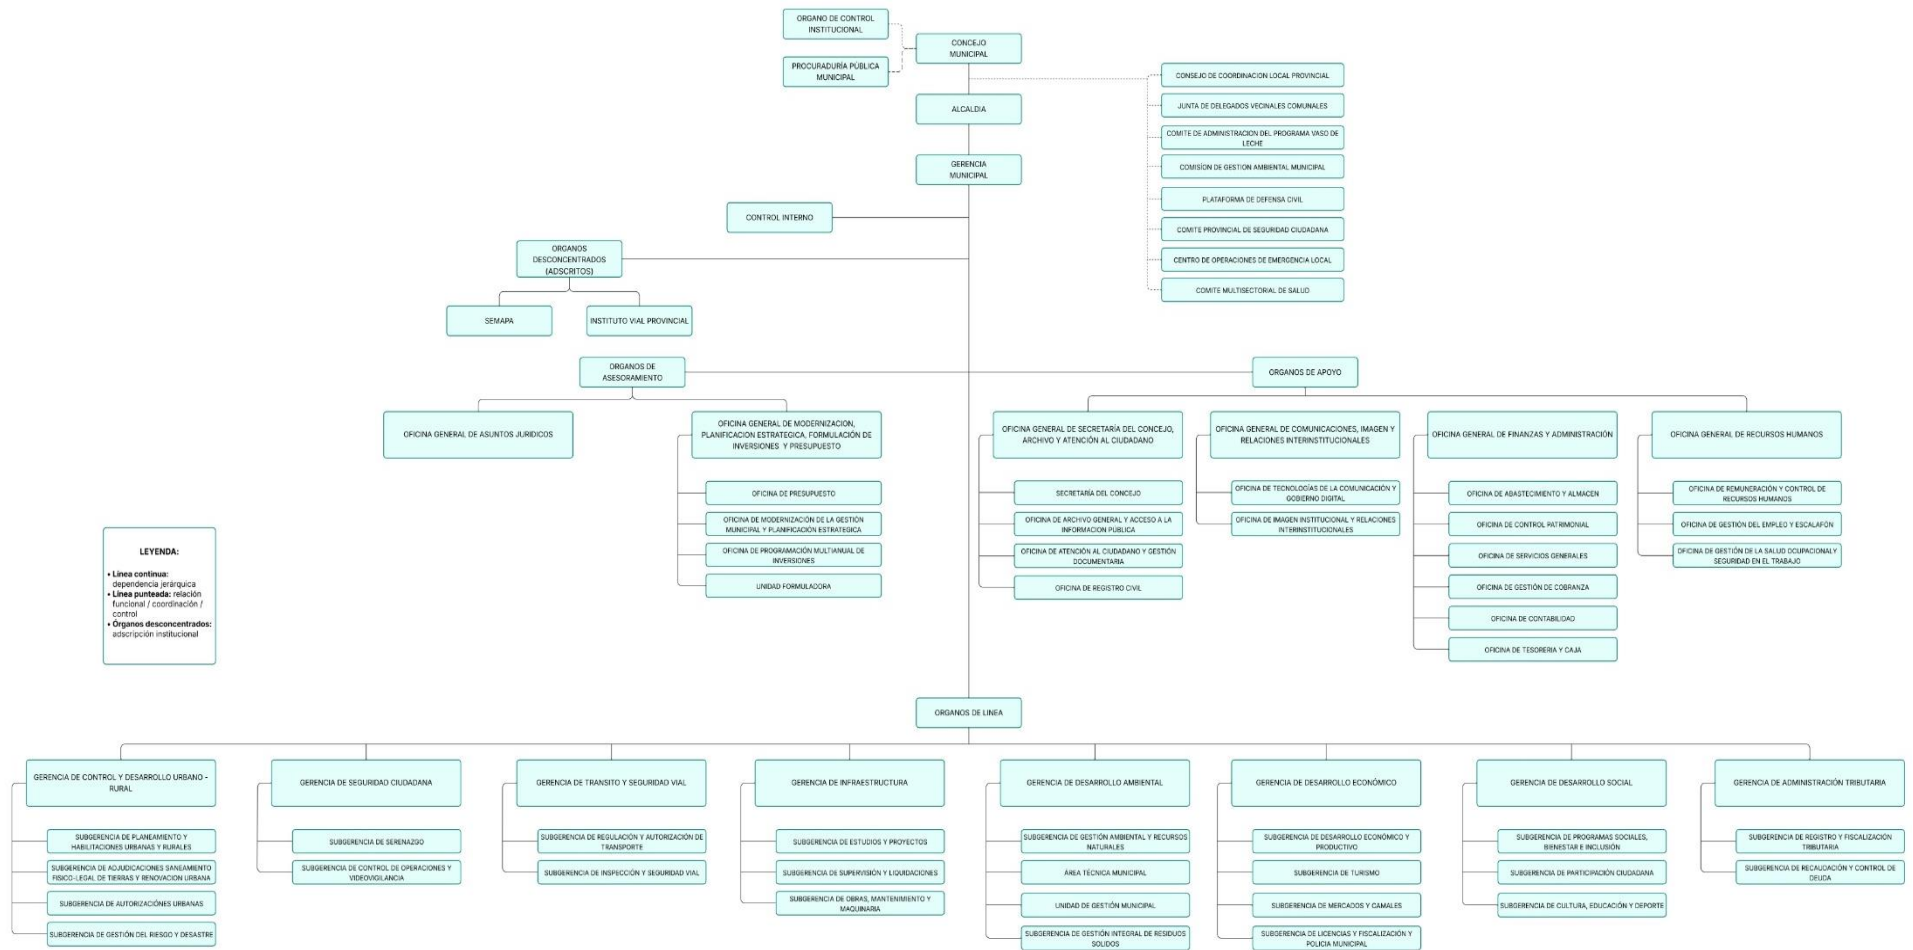 ORGANO DE CONTROL
INSTITUCIONAL
CONCEJO
MUNICIPAL
PROCURADURÍA PÚBLICA
MUNICIPAL
CONSEJO DE COORDINACION LOCAL PROVINCIAL
JUNTA DE DELEGADOS VECINALES COMUNALES
COMITE DE ADMINISTRACION DEL PROGRAMA VASO DE
LECHE
COMISÍON DE GESTION AMBIENTAL MUNICIPAL
PLATAFORMA DE DEFENSA CIVIL
COMITE PROVINCIAL DE SEGURIDAD CIUDADANA
CENTRO DE OPERACIONES DE EMERGENCIA LOCAL
COMITE MULTISECTORIAL DE SALUD
ALCALDIA
GERENCIA
MUNICIPAL
CONTROL INTERNO
ORGANOS
DESCONCENTRADOS
(ADSCRITOS)
SEMAPA
INSTITUTO VIAL PROVINCIAL
ORGANOS DE
ASESORAMIENTO
ORGANOS DE APOYO
OFICINA GENERAL DE ASUNTOS JURIDICOS
OFICINA GENERAL DE MODERNIZACION,
PLANIFICACION ESTRATEGICA, FORMULACIÓN DE
INVERSIONES Y PRESUPUESTO
OFICINA DE PRESUPUESTO
OFICINA DE MODERNIZACIÓN DE LA GESTIÓN
MUNICIPAL Y PLANIFICACIÓN ESTRATEGICA
OFICINA DE PROGRAMACIÓN MULTIANUAL DE
INVERSIONES
UNIDAD FORMULADORA
OFICINA GENERAL DE SECRETARÍA DEL CONCEJO,
ARCHIVO Y ATENCIÓN AL CIUDADANO
SECRETARÍA DEL CONCEJO
OFICINA DE ARCHIVO GENERAL Y ACCESO A LA
INFORMACION PÚBLICA
OFICINA DE ATENCIÓN AL CIUDADANO Y GESTIÓN
DOCUMENTARIA
OFICINA DE REGISTRO CIVIL
OFICINA GENERAL DE COMUNICACIONES, IMAGEN Y
RELACIONES INTERINSTITUCIONALES
OFICINA DE TECNOLOGÍAS DE LA COMUNICACIÓN Y
GOBIERNO DIGITAL
OFICINA DE IMAGEN INSTITUCIONAL Y RELACIONES
INTERINSTITUCIONALES
OFICINA GENERAL DE FINANZAS Y ADMINISTRACIÓN
OFICINA DE ABASTECIMIENTO Y ALMACEN
OFICINA DE CONTROL PATRIMONIAL
OFICINA DE SERVICIOS GENERALES
OFICINA DE GESTIÓN DE COBRANZA
OFICINA DE CONTABILIDAD
OFICINA DE TESORERIA Y CAJA
OFICINA GENERAL DE RECURSOS HUMANOS
OFICINA DE REMUNERACIÓN Y CONTROL DE
RECURSOS HUMANOS
OFICINA DE GESTIÓN DEL EMPLEO Y ESCALAFÓN
OFICINA DE GESTIÓN DE LA SALUD OCUPACIONALY
SEGURIDAD EN EL TRABAJO
LEYENDA:
• Línea continua:
dependencia jerárquica
• Línea punteada: relación
funcional / coordinación /
control
• Órganos desconcentrados:
adscripción institucional
ORGANOS DE LINEA
GERENCIA DE CONTROL Y DESARROLLO URBANO -
RURAL
SUBGERENCIA DE PLANEAMIENTO Y
HABILITACIONES URBANAS Y RURALES
SUBGERENCIA DE ADJUDICACIONES SANEAMIENTO
FISICO-LEGAL DE TIERRAS Y RENOVACION URBANA
SUBGERENCIA DE AUTORIZACIÓNES URBANAS
SUBGERENCIA DE GESTIÓN DEL RIESGO Y DESASTRE
GERENCIA DE SEGURIDAD CIUDADANA
SUBGERENCIA DE SERENAZGO
SUBGERENCIA DE CONTROL DE OPERACIONES Y
VIDEOVIGILANCIA
GERENCIA DE TRANSITO Y SEGURIDAD VIAL
SUBGERENCIA DE REGULACIÓN Y AUTORIZACIÓN DE
TRANSPORTE
SUBGERENCIA DE INSPECCIÓN Y SEGURIDAD VIAL
GERENCIA DE INFRAESTRUCTURA
SUBGERENCIA DE ESTUDIOS Y PROYECTOS
SUBGERENCIA DE SUPERVISIÓN Y LIQUIDACIONES
SUBGERENCIA DE OBRAS, MANTENIMIENTO Y
MAQUINARIA
GERENCIA DE DESARROLLO AMBIENTAL
SUBGERENCIA DE GESTIÓN AMBIENTAL Y RECURSOS
NATURALES
ÁREA TÉCNICA MUNICIPAL
UNIDAD DE GESTIÓN MUNICIPAL
SUBGERENCIA DE GESTIÓN INTEGRAL DE RESIDUOS
SOLIDOS
GERENCIA DE DESARROLLO ECONÓMICO
SUBGERENCIA DE DESARROLLO ECONÓMICO Y
PRODUCTIVO
SUBGERENCIA DE TURISMO
SUBGERENCIA DE MERCADOS Y CAMALES
SUBGERENCIA DE LICENCIAS Y FISCALIZACIÓN Y
POLICIA MUNICIPAL
GERENCIA DE DESARROLLO SOCIAL
SUBGERENCIA DE PROGRAMAS SOCIALES,
BIENESTAR E INCLUSIÓN
SUBGERENCIA DE PARTICIPACIÓN CIUDADANA
SUBGERENCIA DE CULTURA, EDUCACIÓN Y DEPORTE
GERENCIA DE ADMINISTRACIÓN TRIBUTARIA
SUBGERENCIA DE REGISTRO Y FISCALIZACIÓN
TRIBUTARIA
SUBGERENCIA DE RECAUDACIÓN Y CONTROL DE
DEUDA